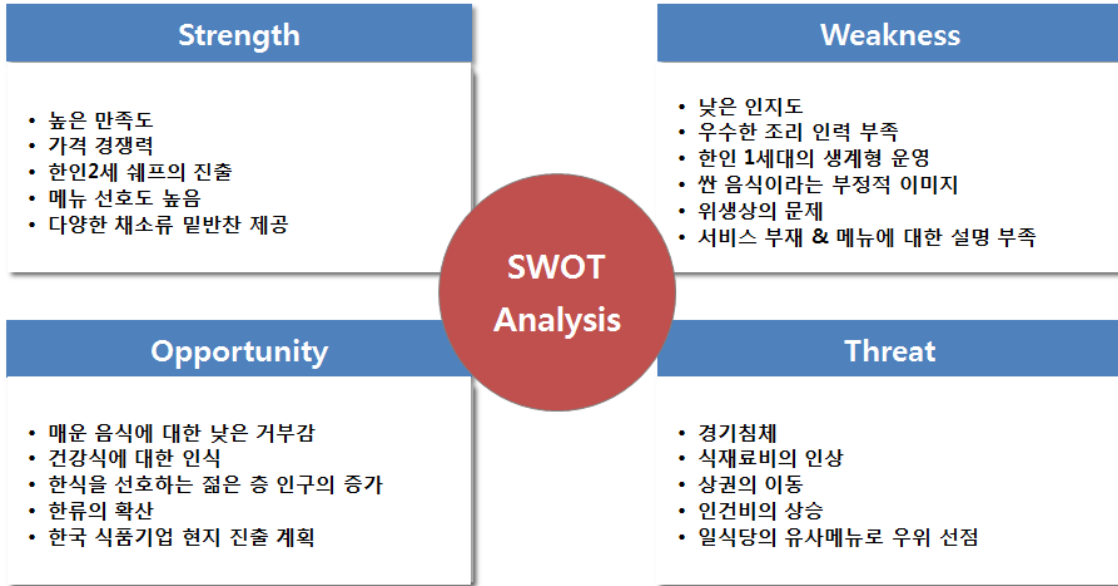 Strength
• 높은 만족도
• 가격 경쟁력
• 한인2세 쉐프의 진출
• 메뉴 선호도 높음
• 다양한 채소류 밑반찬 제공
Weakness
• 낮은 인지도
• 우수한 조리 인력 부족
• 한인 1세대의 생계형 운영
• 싼 음식이라는 부정적 이미지
• 위생상의 문제
• 서비스 부재 & 메뉴에 대한 설명 부족
SWOT
Analysis
Opportunity
• 매운 음식에 대한 낮은 거부감
• 건강식에 대한 인식
• 한식을 선호하는 젊은 층 인구의 증가
• 한류의 확산
• 한국 식품기업 현지 진출 계획
Threat
• 경기침체
• 식재료비의 인상
• 상권의 이동
• 인건비의 상승
• 일식당의 유사메뉴로 우위 선점